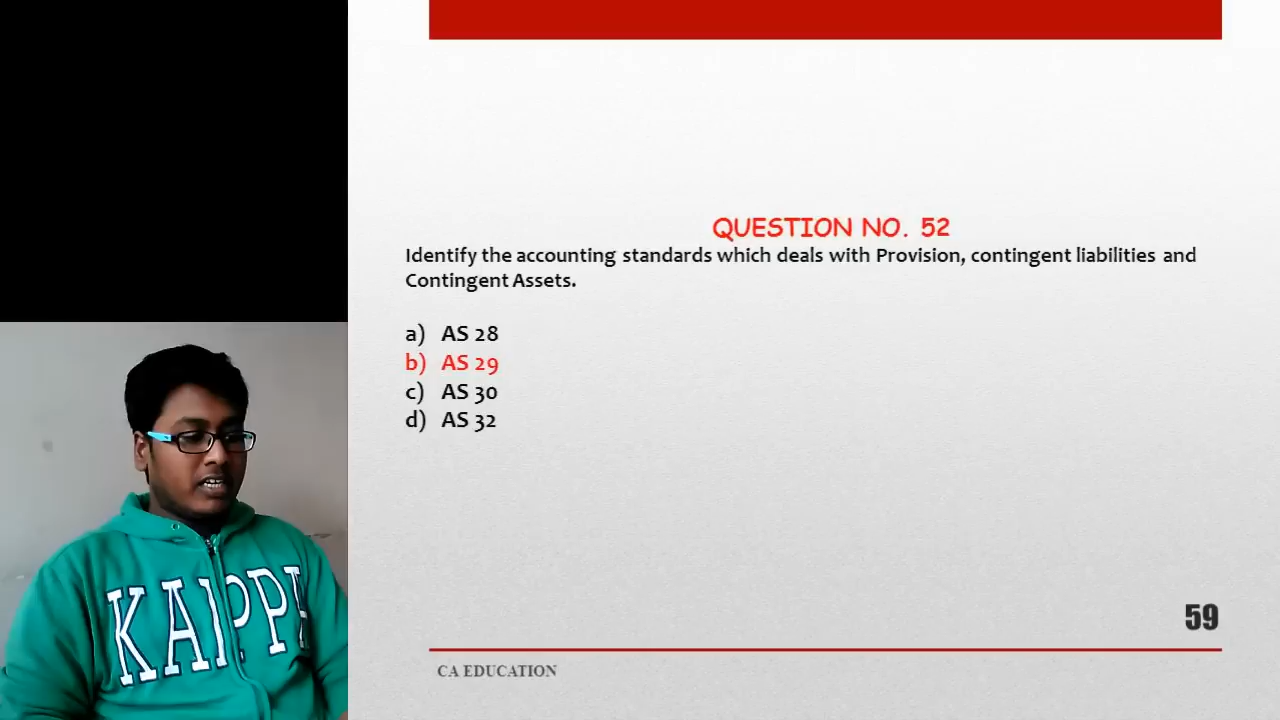 QUESTION NO. 52
Identify the accounting standards which deals with Provision, contingent liabilities and
Contingent Assets.
a) AS 28
b) AS 29
c) AS 30
d) AS 32
KAPPA
59
CA EDUCATION